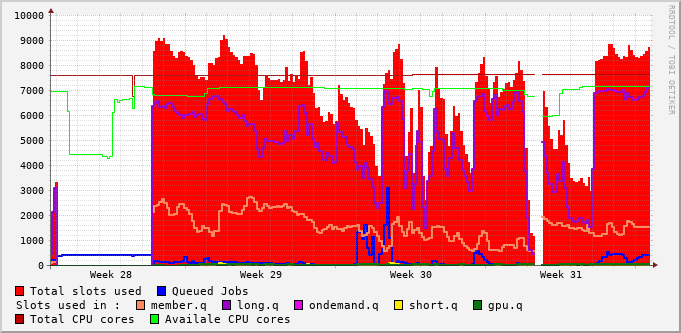 10000
9000
8000
7000
6000
5000
4000
3000
2000
1000
0
Week 28 Week 29 Week 30 Week 31
RRDTOOL / TOBI OETIKER
Total slots used Queued Jobs
Slots used in : member.q long.q ondemand.q short.q gpu.q
Total CPU cores Availale CPU cores